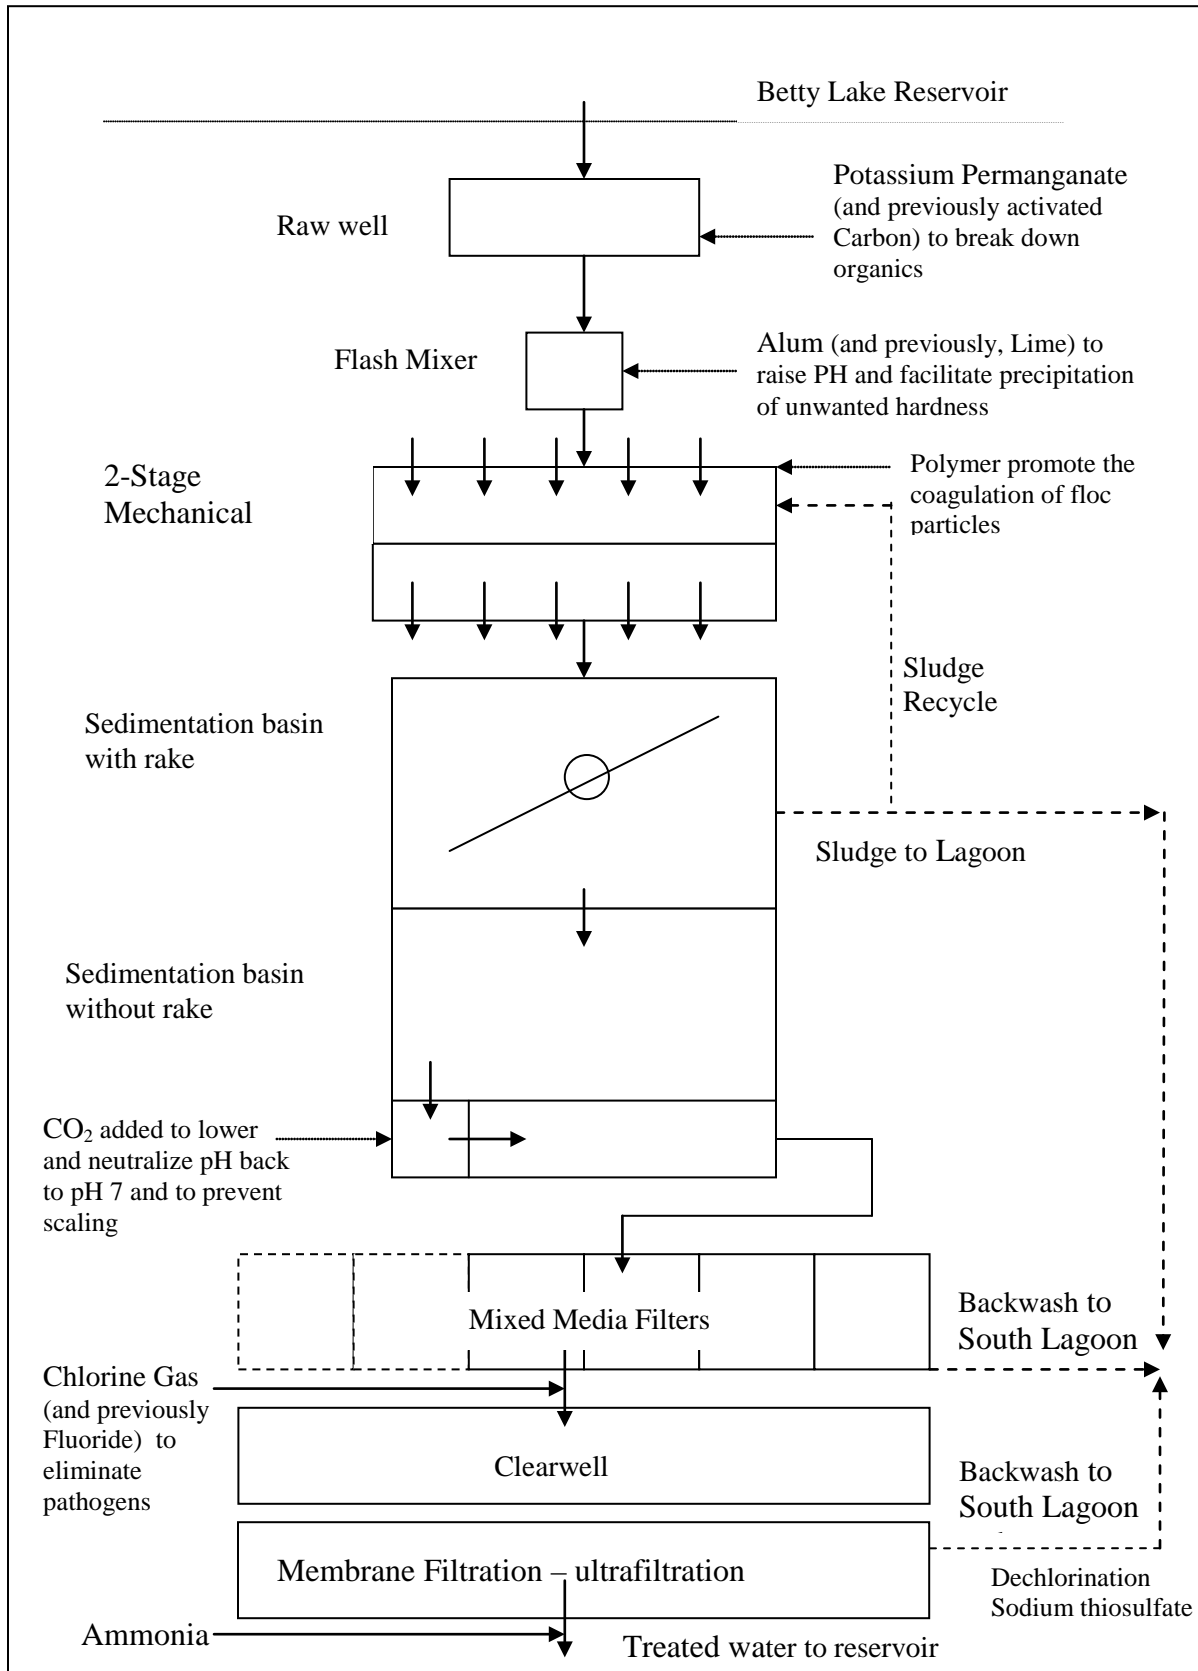 Betty Lake Reservoir
Potassium Permanganate
(and previously activated
Carbon) to break down
organics
Raw well
Flash Mixer
Alum (and previously, Lime) to
raise PH and facilitate precipitation
of unwanted hardness
2-Stage
Mechanical
Polymer promote the
coagulation of floc
particles
Sludge
Recycle
Sedimentation basin
with rake
Sludge to Lagoon
Sedimentation basin
without rake
CO₂ added to lower
and neutralize pH back
to pH 7 and to prevent
scaling
Mixed Media Filters
Backwash to
South Lagoon
Chlorine Gas
(and previously
Fluoride) to
eliminate
pathogens
Clearwell
Backwash to
South Lagoon
Membrane Filtration – ultrafiltration
Dechlorination
Sodium thiosulfate
Ammonia
Treated water to reservoir